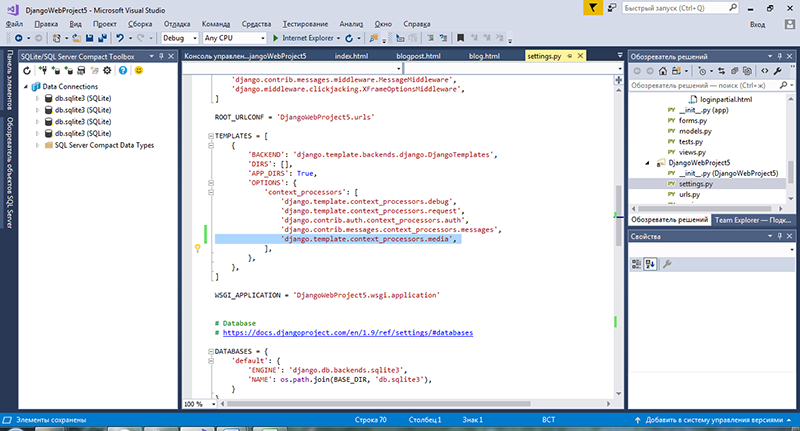 DjangoWebProject5 - Microsoft Visual Studio
Быстрый запуск (Ctrl+Q)
Файл Правка Вид Проект Сборка Отладка Команда Сервис Тестирование Анализ Окно Справка
Вход
Debug Any CPU Internet Explorer
Панель элементов
Обозреватель объектов SQL Server
SQLite/SQL Server Compact Toolbox
Data Connections
db.sqlite3 (SQLite)
db.sqlite3 (SQLite)
db.sqlite3 (SQLite)
db.sqlite3 (SQLite)
SQL Server Compact Data Types
Консоль управлен...jangoWebProject5 index.html blogpost.html blog.html settings.py
'django.contrib.messages.middleware.MessageMiddleware',
'django.middleware.clickjacking.XFrameOptionsMiddleware',
]
ROOT_URLCONF = 'DjangoWebProject5.urls'
TEMPLATES = [
{
'BACKEND': 'django.template.backends.django.DjangoTemplates',
'DIRS': [],
'APP_DIRS': True,
'OPTIONS': {
'context_processors': [
'django.template.context_processors.debug',
'django.template.context_processors.request',
'django.contrib.auth.context_processors.auth',
'django.contrib.messages.context_processors.messages',
'django.template.context_processors.media',
],
},
},
]
WSGI_APPLICATION = 'DjangoWebProject5.wsgi.application'
# Database
# https://docs.djangoproject.com/en/1.9/ref/settings/#databases
DATABASES = {
'default': {
'ENGINE': 'django.db.backends.sqlite3',
'NAME': os.path.join(BASE_DIR, 'db.sqlite3'),
}
100 %
Обозреватель решений
Обозреватель решений — поиск (Ctrl+ж)
loginpartial.html
__init__.py (app)
forms.py
models.py
tests.py
views.py
DjangoWebProject5
__init__.py (DjangoWebProject5)
settings.py
urls.py
Обозреватель решений Team Explorer — Подк...
Свойства
Элементы сохранены Строка 70 Столбец 1 Знак 1 ВСТ Добавить в систему управления версиями